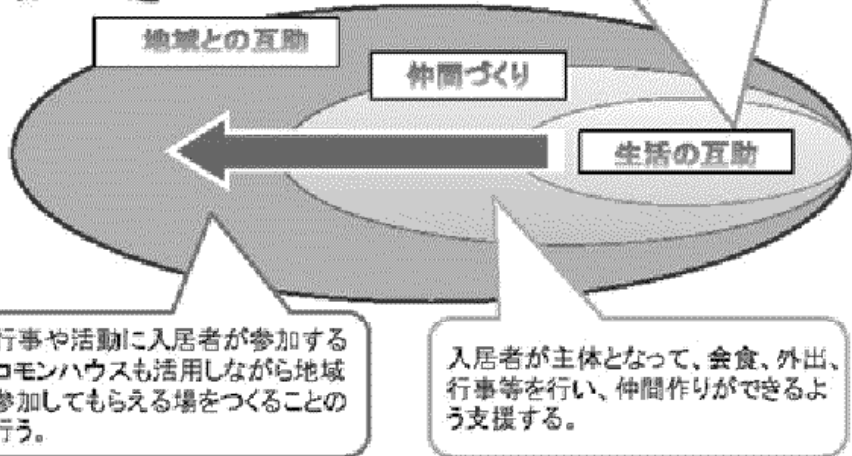 地域との互助
仲間づくり
生活の互助
行事や活動に入居者が参加する
コモンハウスも活用しながら地域
参加してもらえる場をつくることの
行う。
入居者が主体となって、会食、外出、
行事等を行い、仲間作りができるよ
う支援する。